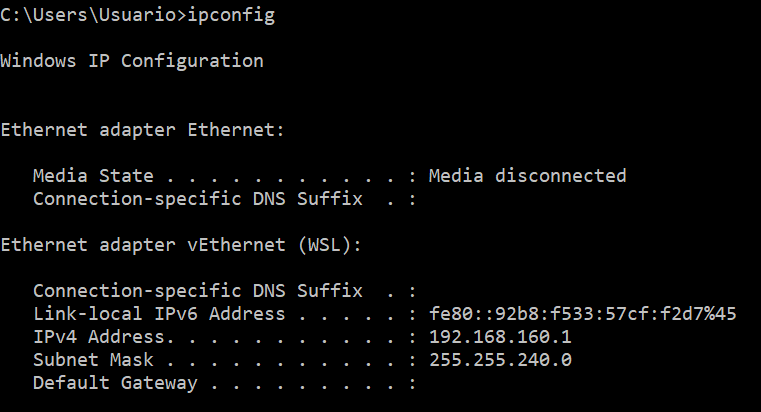 C:\Users\Usuario>ipconfig
Windows IP Configuration
Ethernet adapter Ethernet:
Media State . . . . . . . . . . . : Media disconnected
Connection-specific DNS Suffix  . :
Ethernet adapter vEthernet (WSL):
Connection-specific DNS Suffix  . :
Link-local IPv6 Address . . . . . : fe80::92b8:f533:57cf:f2d7%45
IPv4 Address. . . . . . . . . . . : 192.168.160.1
Subnet Mask . . . . . . . . . . . : 255.255.240.0
Default Gateway . . . . . . . . . :